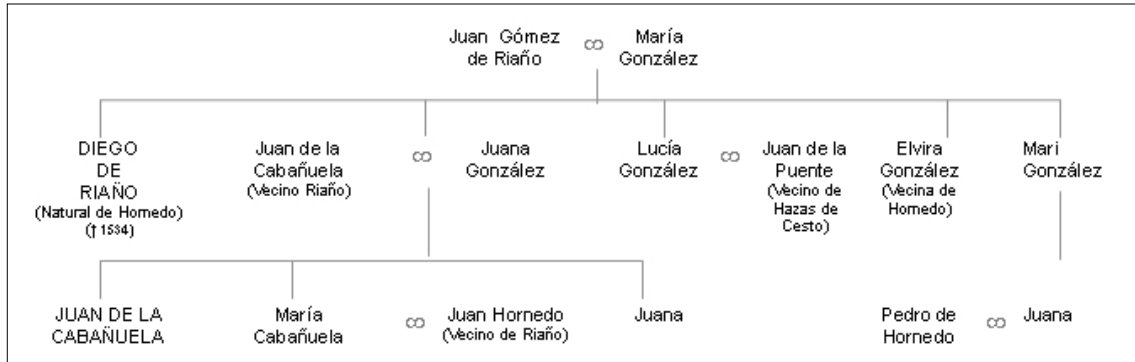 Juan Gómez
de Riaño
∞
María
González
DIEGO
DE
RIAÑO
(Natural de Hornedo)
(† 1534)
Juan de la
Cabañuela
(Vecino Riaño)
∞
Juana
González
Lucía
González
∞
Juan de la
Puente
(Vecino de
Hazas de
Cesto)
Elvira
González
(Vecina de
Hornedo)
Mari
González
JUAN DE LA
CABAÑUELA
María
Cabañuela
∞
Juan Hornedo
(Vecino de Riaño)
Juana
Pedro de
Hornedo
∞
Juana